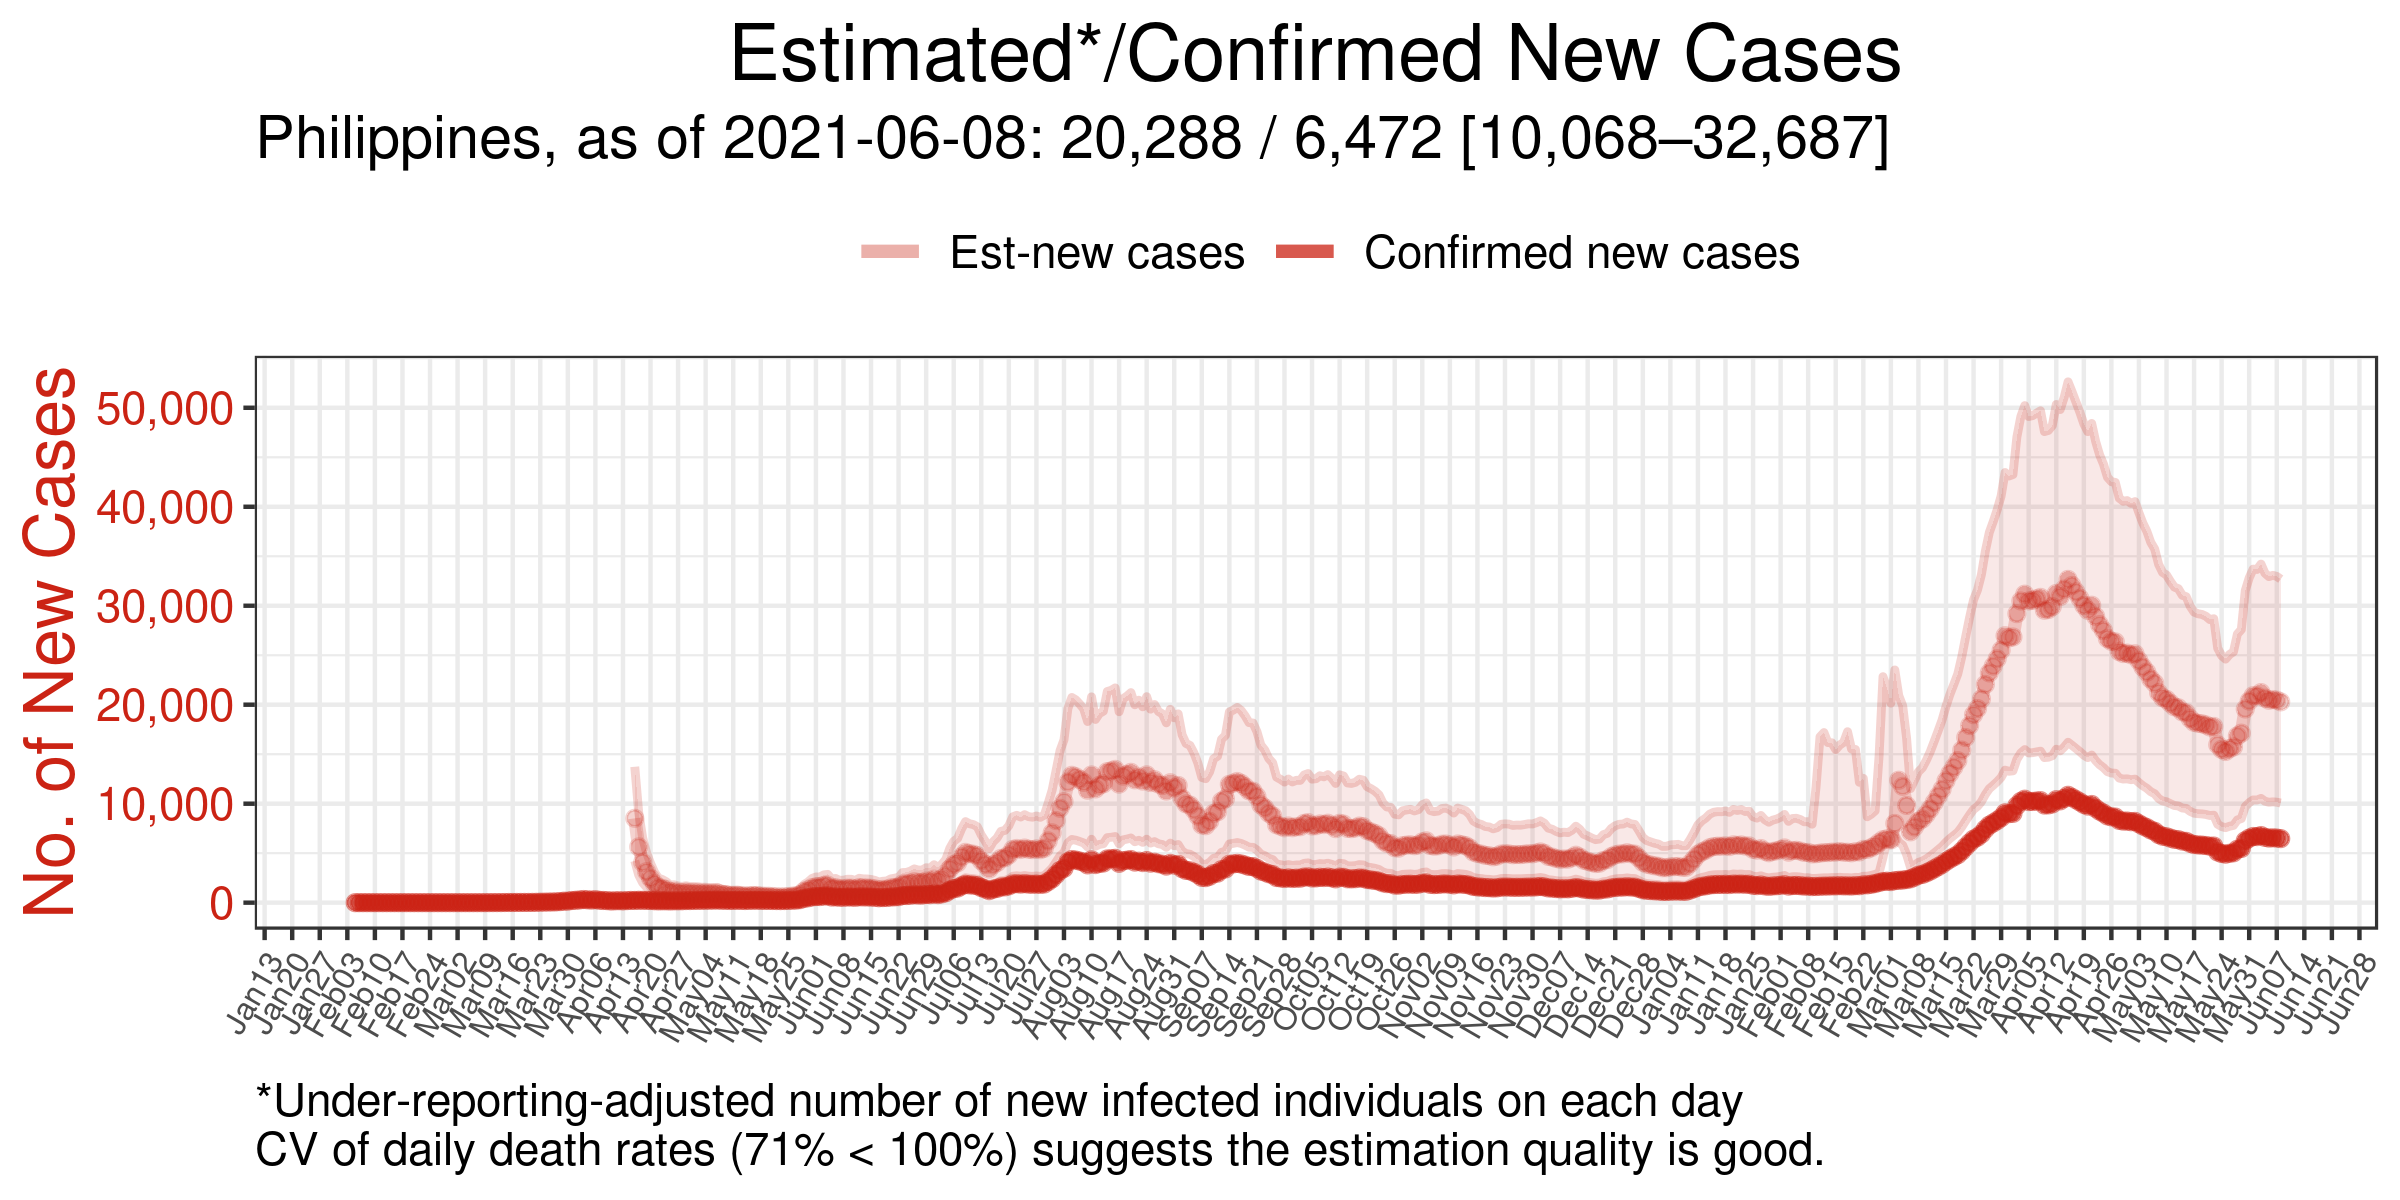 Estimated*/Confirmed New Cases
Philippines, as of 2021-06-08: 20,288 / 6,472 [10,068–32,687]
Est-new cases
Confirmed new cases
No. of New Cases
50,000
40,000
30,000
20,000
10,000
0
Jan13
Jan20
Jan27
Feb03
Feb10
Feb17
Feb24
Mar02
Mar09
Mar16
Mar23
Mar30
Apr06
Apr13
Apr20
Apr27
May04
May11
May18
May25
Jun01
Jun08
Jun15
Jun22
Jun29
Jul06
Jul13
Jul20
Jul27
Aug03
Aug10
Aug17
Aug24
Aug31
Sep07
Sep14
Sep21
Sep28
Oct05
Oct12
Oct19
Oct26
Nov02
Nov09
Nov16
Nov23
Nov30
Dec07
Dec14
Dec21
Dec28
Jan04
Jan11
Jan18
Jan25
Feb01
Feb08
Feb15
Feb22
Mar01
Mar08
Mar15
Mar22
Mar29
Apr05
Apr12
Apr19
Apr26
May03
May10
May17
May24
May31
Jun07
Jun14
Jun21
Jun28
*Under-reporting-adjusted number of new infected individuals on each day
CV of daily death rates (71% < 100%) suggests the estimation quality is good.